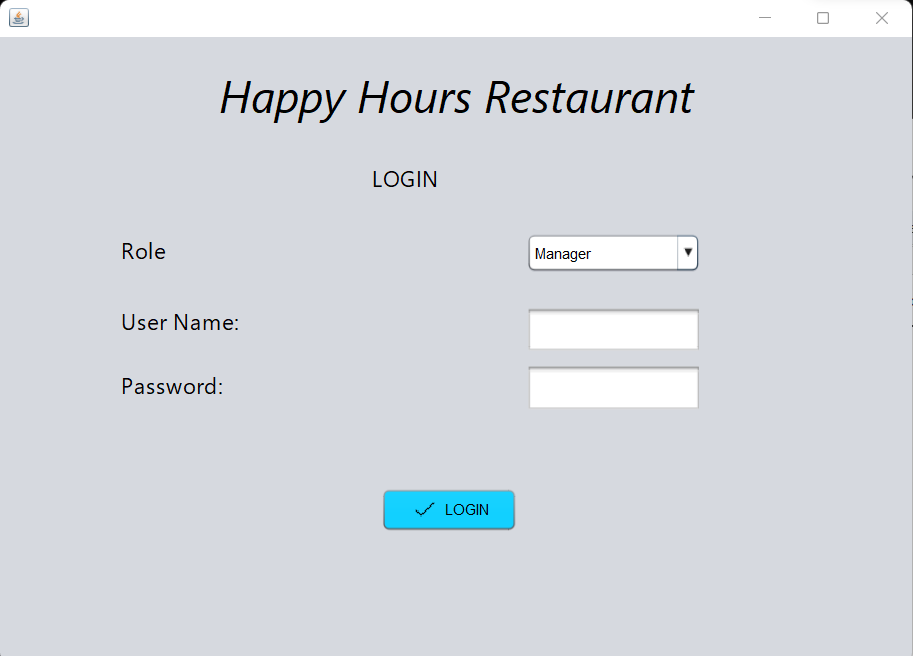 Happy Hours Restaurant
LOGIN
Role
Manager
User Name:
Password:
LOGIN